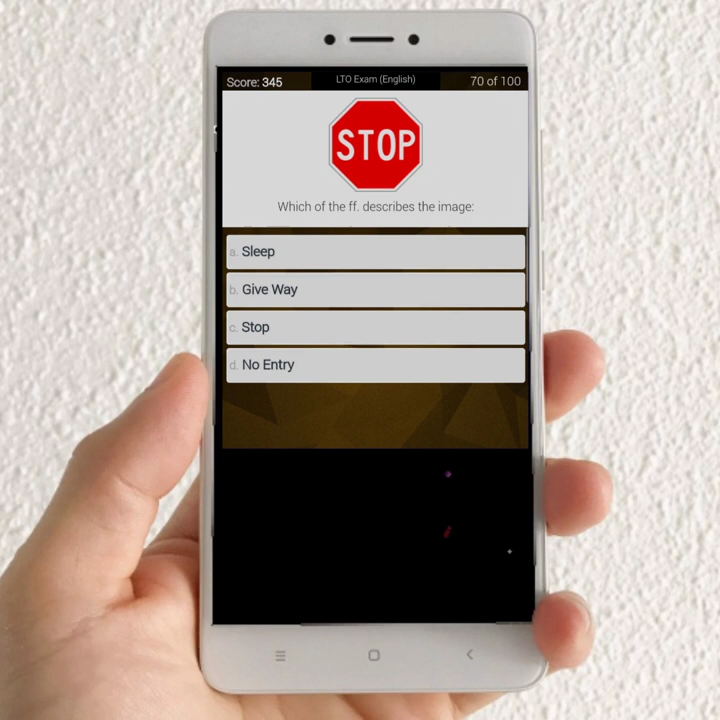 Score: 345 LTO Exam (English) 70 of 100
STOP
Which of the ff. describes the image:
a. Sleep
b. Give Way
c. Stop
d. No Entry